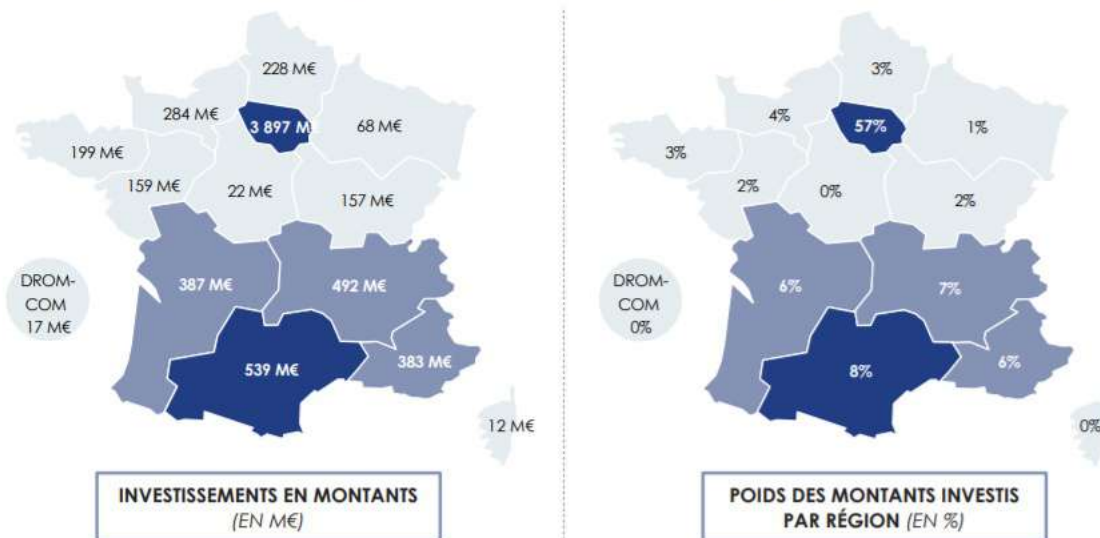 228 M€
284 M€
3 897 M
68 M€
199 M€
159 M€
22 M€
157 M€
DROM-
COM
17 M€
387 M€
492 M€
539 M€
383 M€
12 M€
INVESTISSEMENTS EN MONTANTS
(EN M€)
3%
4%
57%
1%
3%
2%
0%
2%
DROM-
COM
0%
6%
7%
8%
6%
0%
POIDS DES MONTANTS INVESTIS
PAR RÉGION (EN %)